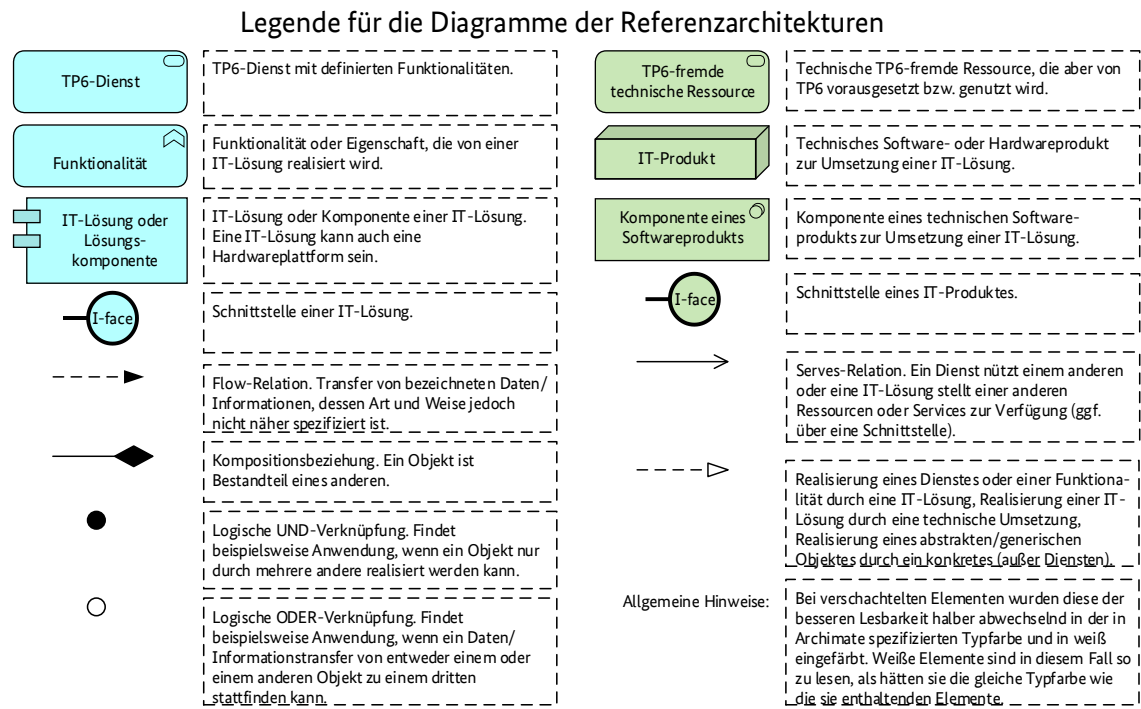 Legende für die Diagramme der Referenzarchitekturen
TP6-Dienst
TP6-Dienst mit definierten Funktionalitäten.
Funktionalität
Funktionalität oder Eigenschaft, die von einer
IT-Lösung realisiert wird.
IT-Lösung oder
Lösungs-
komponente
IT-Lösung oder Komponente einer IT-Lösung.
Eine IT-Lösung kann auch eine
Hardwareplattform sein.
I-face
Schnittstelle einer IT-Lösung.
Flow-Relation. Transfer von bezeichneten Daten/
Informationen, dessen Art und Weise jedoch
nicht näher spezifiziert ist.
Kompositionsbeziehung. Ein Objekt ist
Bestandteil eines anderen.
Logische UND-Verknüpfung. Findet
beispielsweise Anwendung, wenn ein Objekt nur
durch mehrere andere realisiert werden kann.
Logische ODER-Verknüpfung. Findet
beispielsweise Anwendung, wenn ein Daten/
Informationstransfer von entweder einem oder
einem anderen Objekt zu einem dritten
stattfinden kann.
TP6-fremde
technische Ressource
Technische TP6-fremde Ressource, die aber von
TP6 vorausgesetzt bzw. genutzt wird.
IT-Produkt
Technisches Software- oder Hardwareprodukt
zur Umsetzung einer IT-Lösung.
Komponente eines
Softwareprodukts
Komponente eines technischen Software-
produkts zur Umsetzung einer IT-Lösung.
I-face
Schnittstelle eines IT-Produktes.
Serves-Relation. Ein Dienst nützt einem anderen
oder eine IT-Lösung stellt einer anderen
Ressourcen oder Services zur Verfügung (ggf.
über eine Schnittstelle).
Realisierung eines Dienstes oder einer Funktiona-
lität durch eine IT-Lösung, Realisierung einer IT-
Lösung durch eine technische Umsetzung,
Realisierung eines abstrakten/generischen
Objektes durch ein konkretes (außer Diensten).
Allgemeine Hinweise:
Bei verschachtelten Elementen wurden diese der
besseren Lesbarkeit halber abwechselnd in der in
Archimate spezifizierten Typfarbe und in weiß
eingefärbt. Weiße Elemente sind in diesem Fall so
zu lesen, als hätten sie die gleiche Typfarbe wie
die sie enthaltenden Elemente.